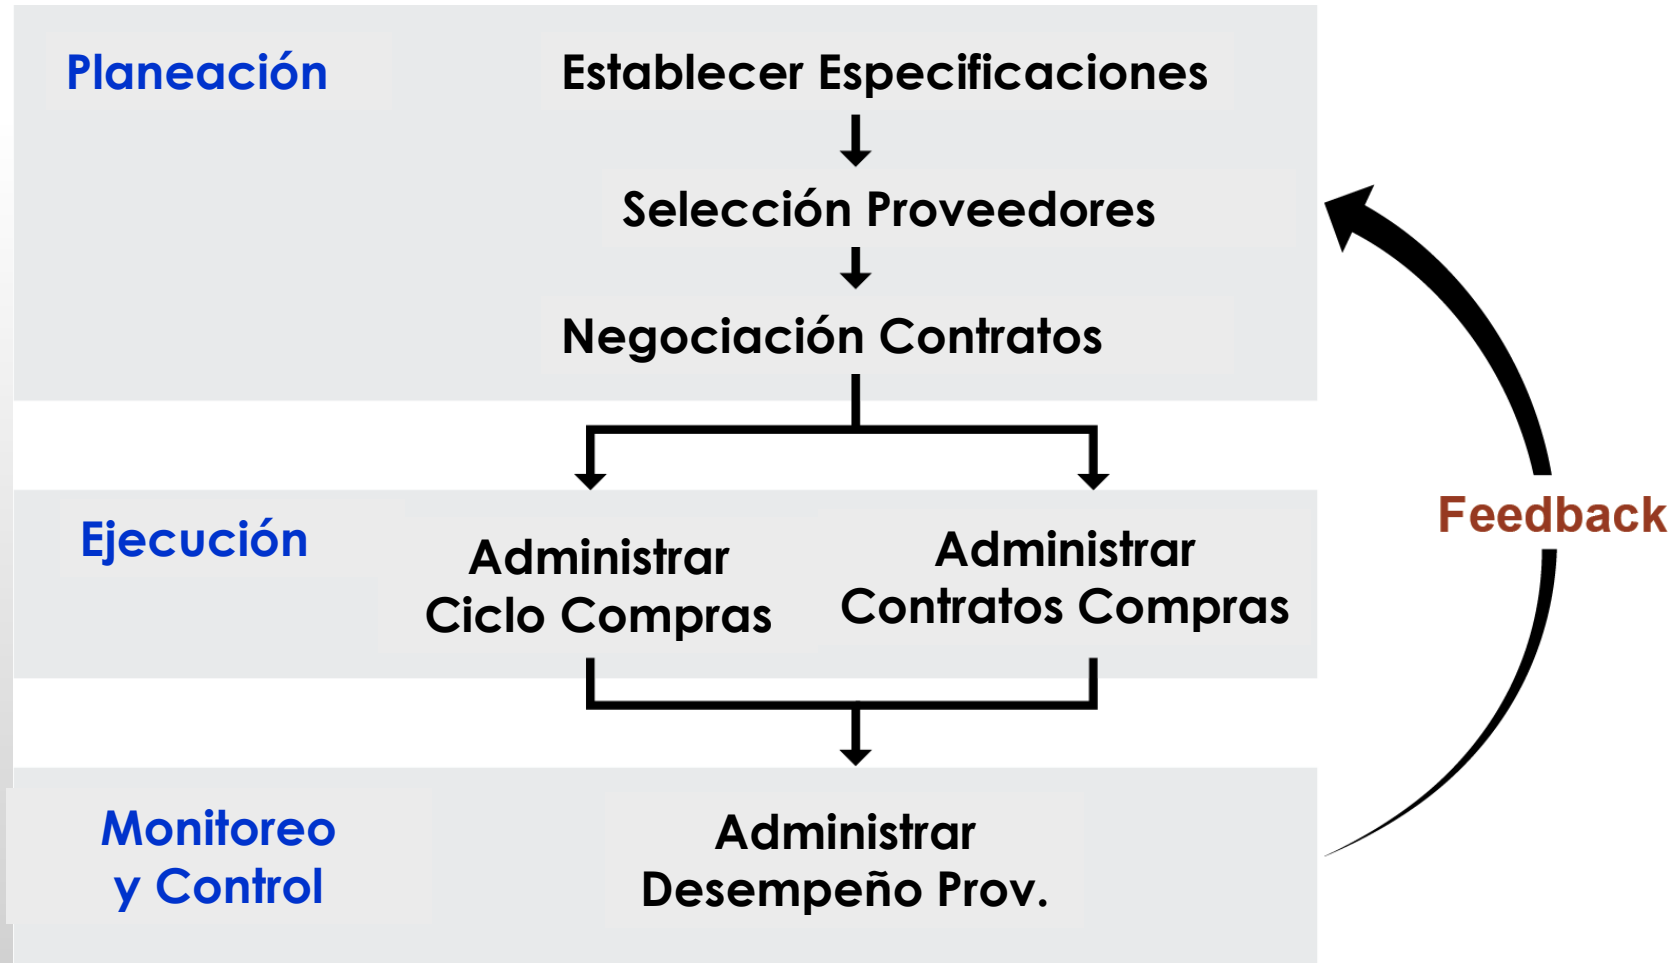 Planeación
Establecer Especificaciones
Selección Proveedores
Negociación Contratos
Ejecución
Administrar
Ciclo Compras
Administrar
Contratos Compras
Feedback
Monitoreo
y Control
Administrar
Desempeño Prov.